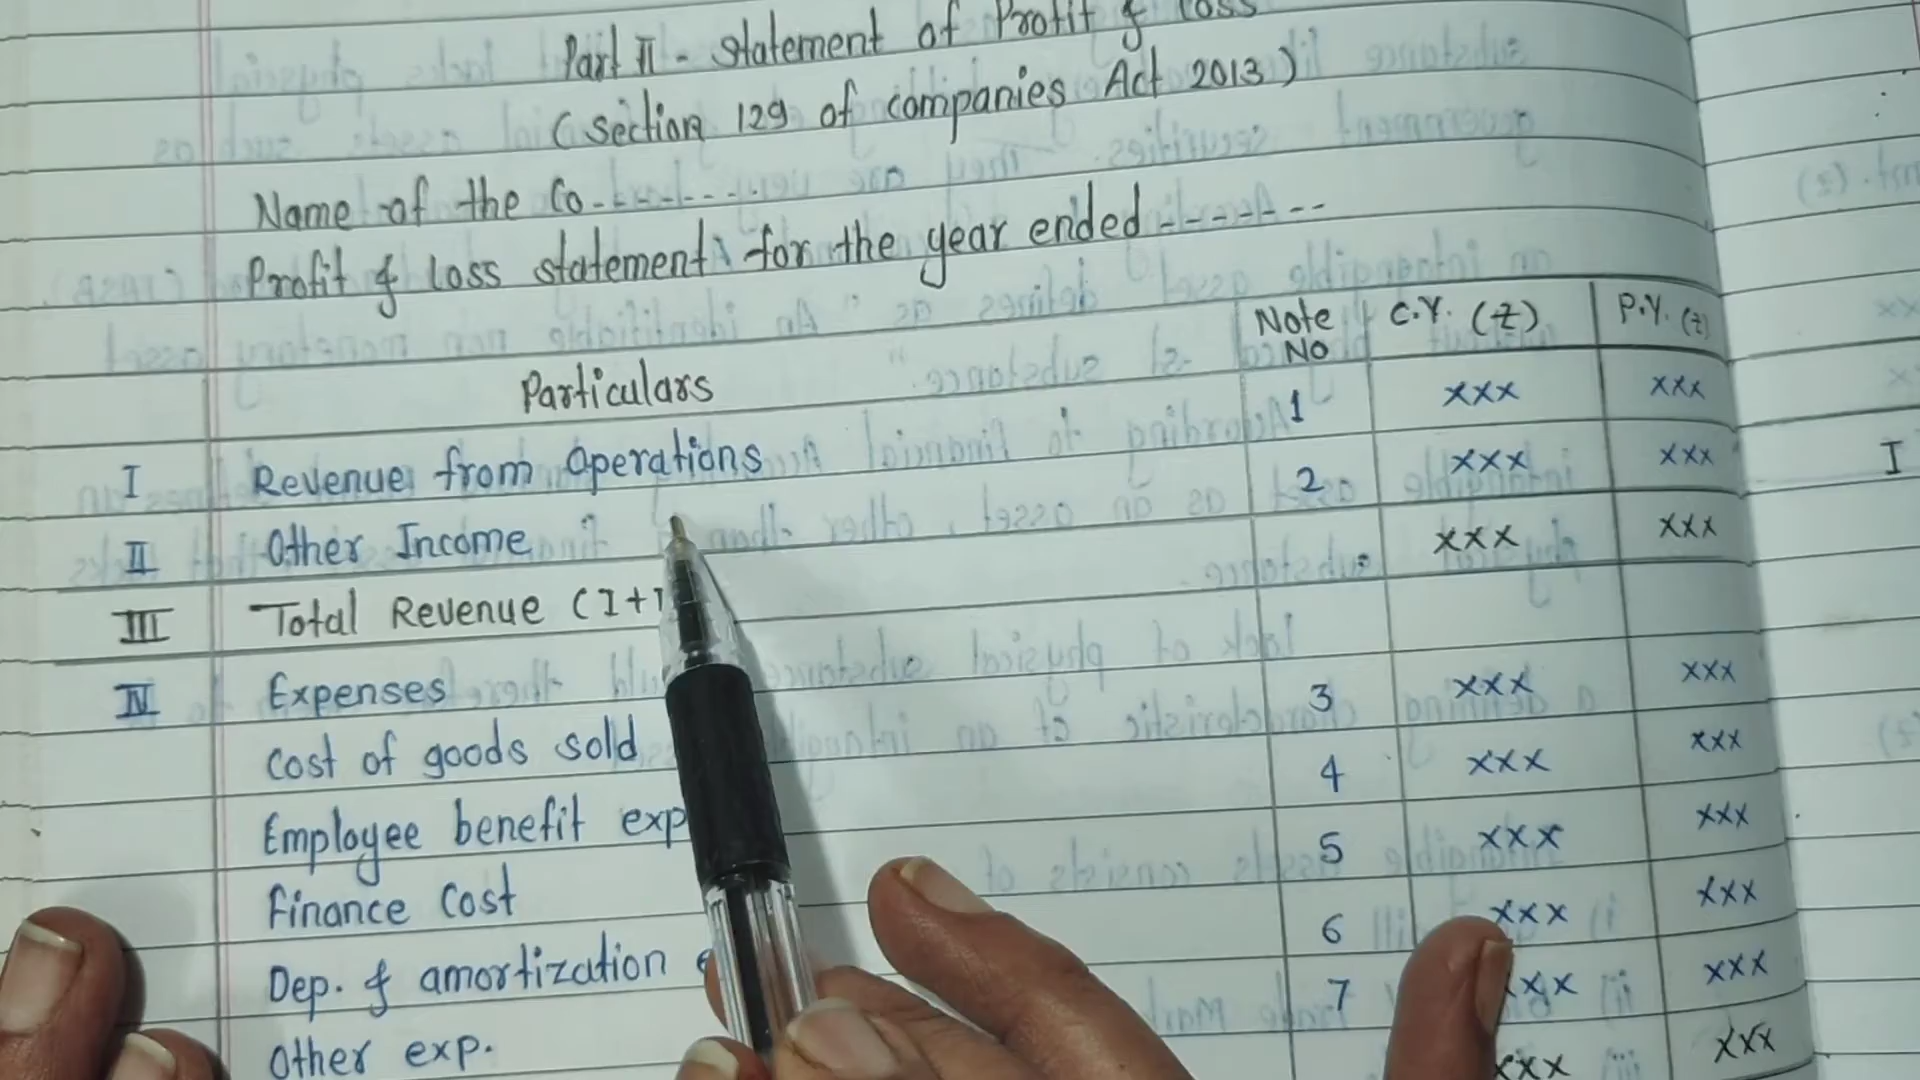 Part II - Statement of Profit & Loss
(Section 129 of Companies Act 2013)
Name of the Co.--------
Profit & Loss statement for the year ended -------
Particulars Note No C.Y. (₹) P.Y. (₹)
I Revenue from Operations 1 xxx xxx
II Other Income 2 xxx xxx
III Total Revenue (I+I xxx xxx
IV Expenses
Cost of goods sold 3 xxx xxx
Employee benefit exp 4 xxx xxx
Finance Cost 5 xxx xxx
Dep. & amortization 6 xxx xxx
Other exp. 7 xxx xxx
xxx xxx
I